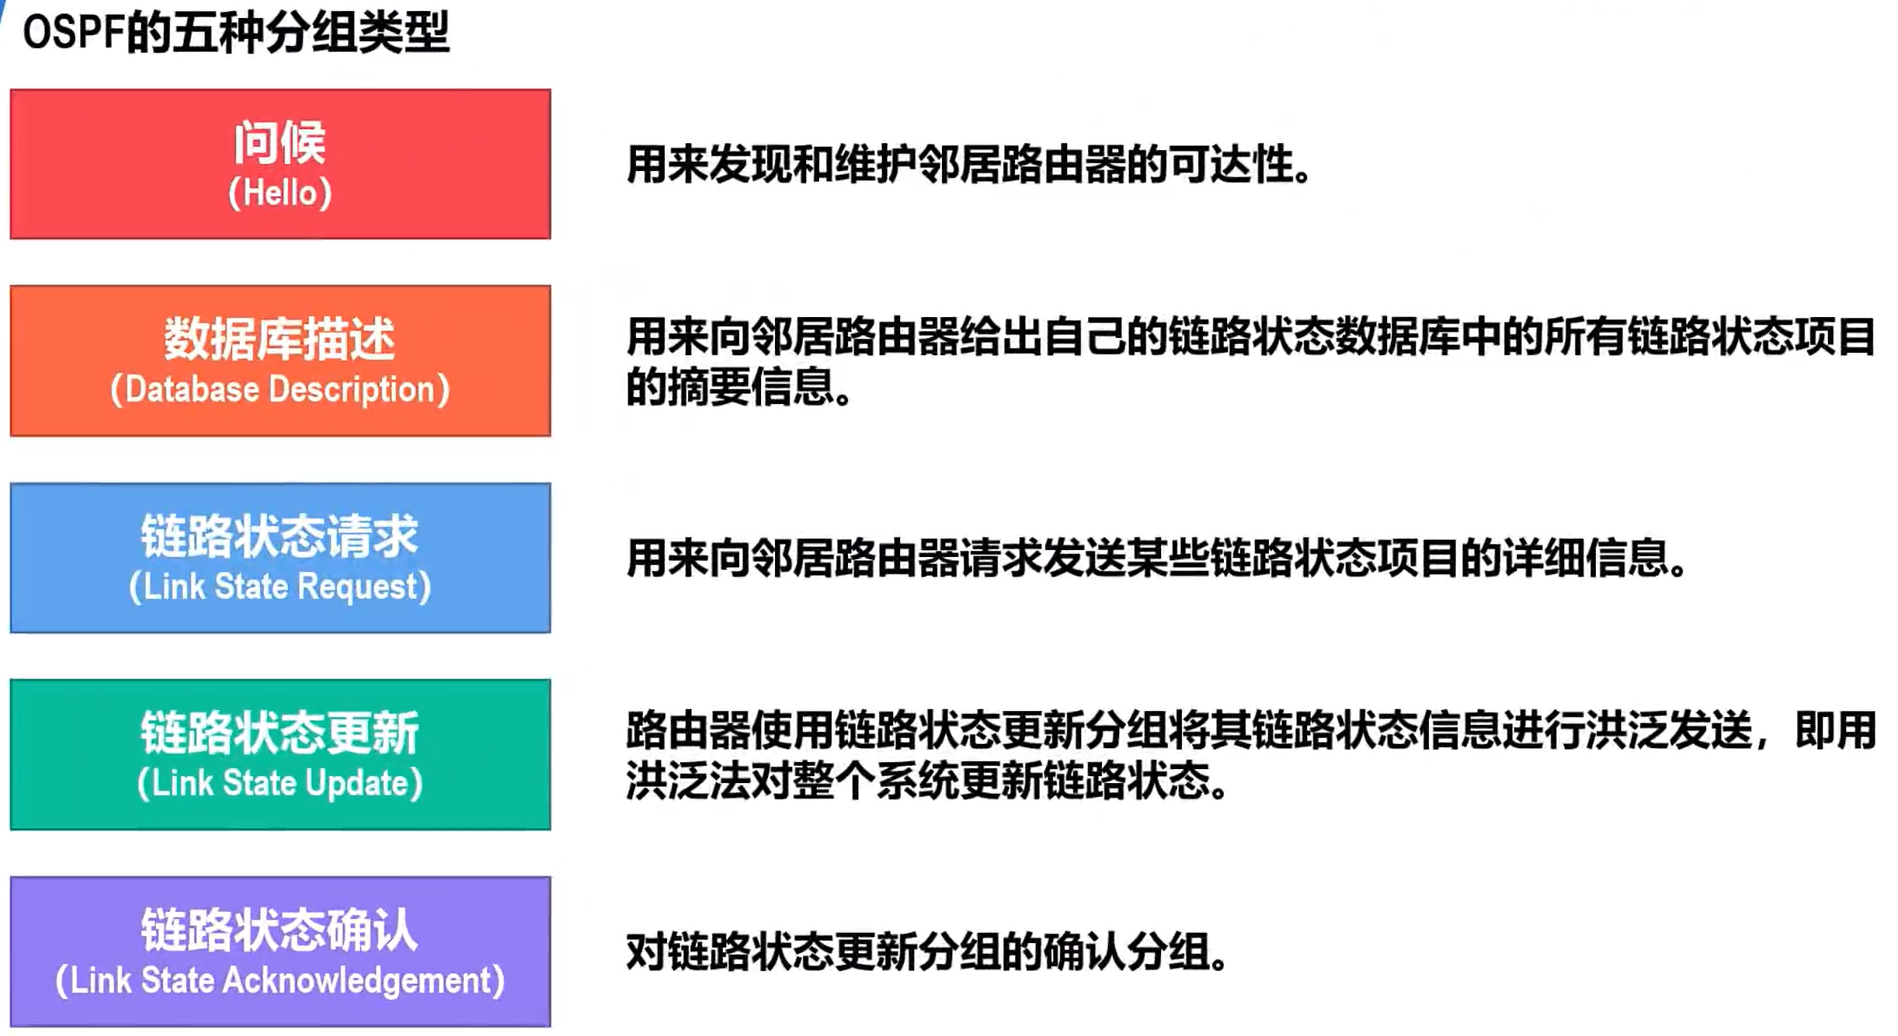 OSPF的五种分组类型
问候
（Hello）
用来发现和维护邻居路由器的可达性。
数据库描述
（Database Description）
用来向邻居路由器给出自己的链路状态数据库中的所有链路状态项目
的摘要信息。
链路状态请求
（Link State Request）
用来向邻居路由器请求发送某些链路状态项目的详细信息。
链路状态更新
（Link State Update）
路由器使用链路状态更新分组将其链路状态信息进行洪泛发送，即用
洪泛法对整个系统更新链路状态。
链路状态确认
（Link State Acknowledgement）
对链路状态更新分组的确认分组。